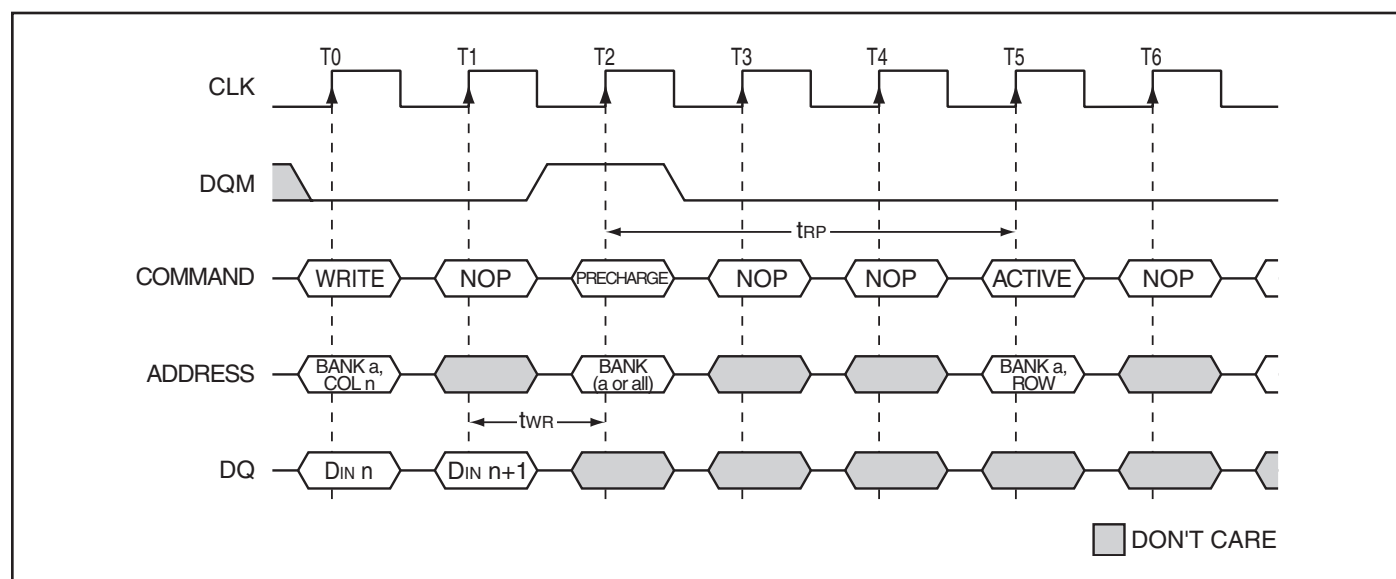 T0 T1 T2 T3 T4 T5 T6
CLK
DQM
tRP
COMMAND WRITE NOP PRECHARGE NOP NOP ACTIVE NOP
ADDRESS BANK a, COL n BANK (a or all) BANK a, ROW
tWR
DQ DIN n DIN n+1
DON'T CARE